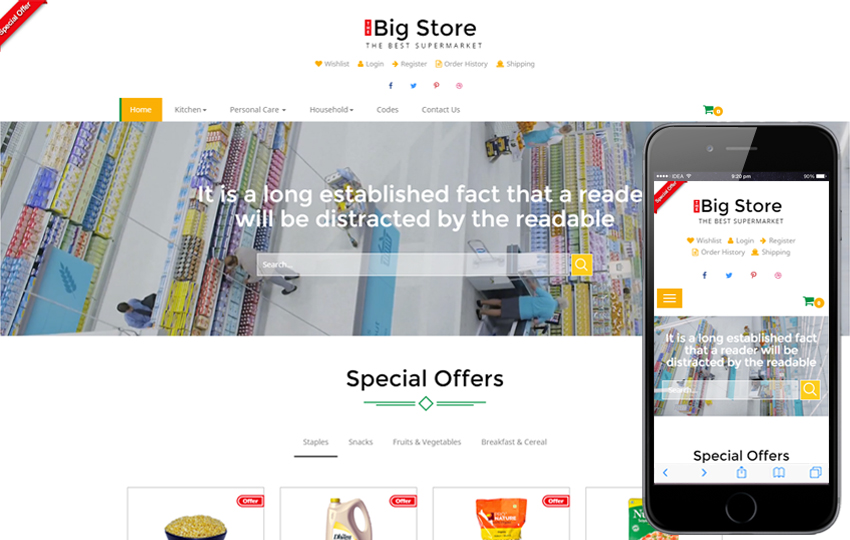 Special Offer
THE
Big Store
THE BEST SUPERMARKET
Wishlist Login Register Order History Shipping
Home Kitchen Personal Care Household Codes Contact Us 0
It is a long established fact that a reade
will be distracted by the readable
Search...
Special Offers
Staples Snacks Fruits & Vegetables Breakfast & Cereal
Offer Offer Offer
NATURE
IDEA 9:20 pm 90%
Special Offer
Big Store
THE BEST SUPERMARKET
Wishlist Login Register
Order History Shipping
0
It is a long established fact
that a reader will be
distracted by the readable
Search...
Special Offers